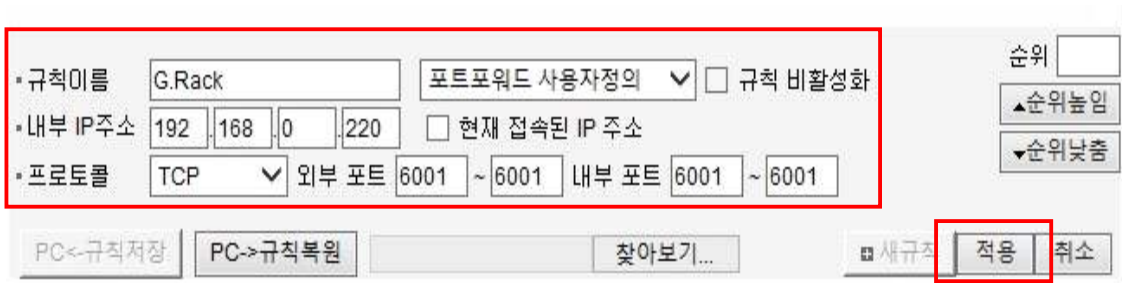 순위
▪규칙이름 G.Rack 포트포워드 사용자정의 규칙 비활성화
▲순위높임
▪내부 IP주소 192 .168 .0 .220 현재 접속된 IP 주소
▼순위낮춤
▪프로토콜 TCP 외부 포트 6001 ~ 6001 내부 포트 6001 ~ 6001
PC<-규칙저장 PC->규칙복원 찾아보기... 새규칙 적용 취소